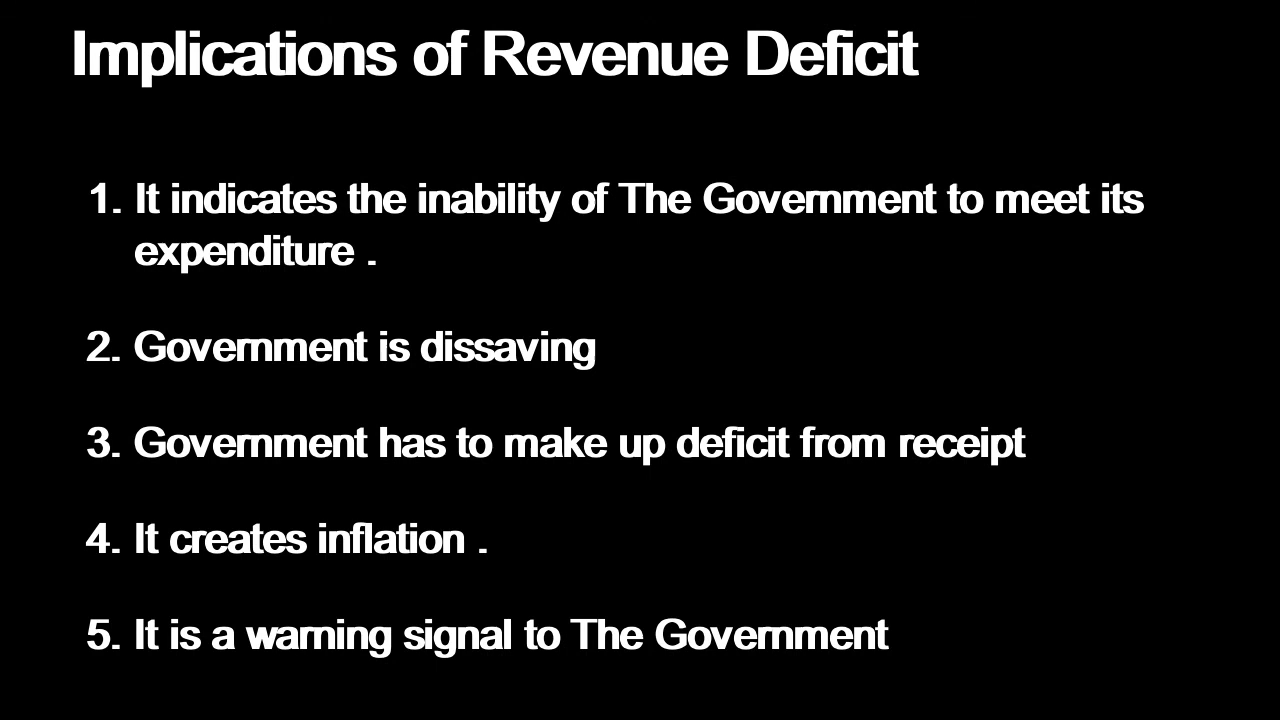 Implications of Revenue Deficit
1. It indicates the inability of The Government to meet its
expenditure .
2. Government is dissaving
3. Government has to make up deficit from receipt
4. It creates inflation .
5. It is a warning signal to The Government